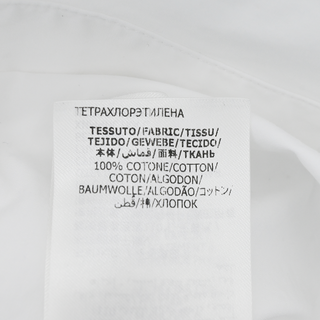 ТЕТРАХЛОРЭТИЛЕНА
TESSUTO/FABRIC/TISSU/
TEJIDO/GEWEBE/TECIDO/
本体/قماش/面料/ТКАНЬ
100% COTONE/COTTON/
COTON/ALGODON/
BAUMWOLLE/ALGODÃO/コットン/
قطن/棉/ХЛОПОК